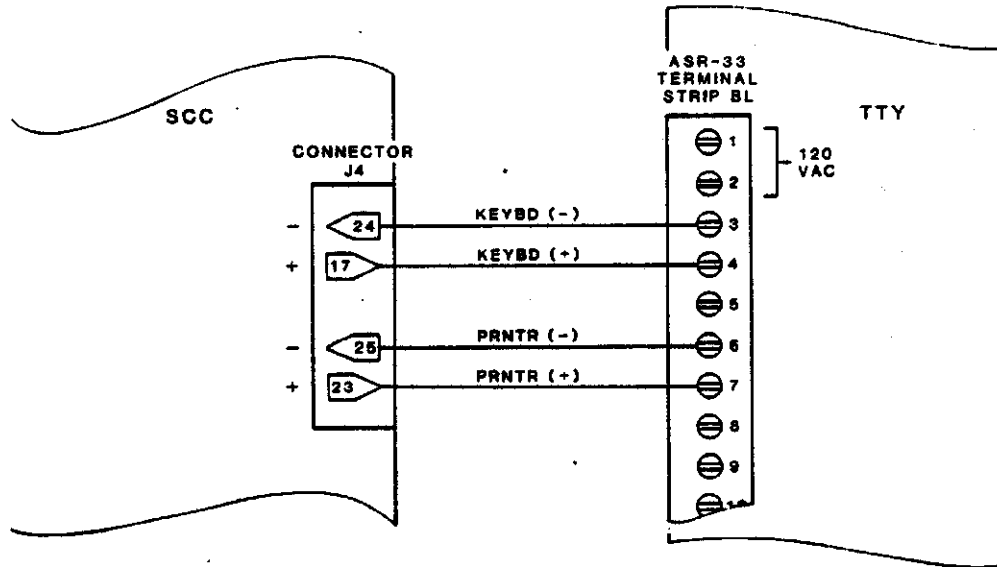 ASR-33
TERMINAL
STRIP BL
SCC
TTY
CONNECTOR
J4
1
2
120
VAC
- 24 KEYBD (-) 3
+ 17 KEYBD (+) 4
5
- 25 PRNTR (-) 6
+ 23 PRNTR (+) 7
8
9